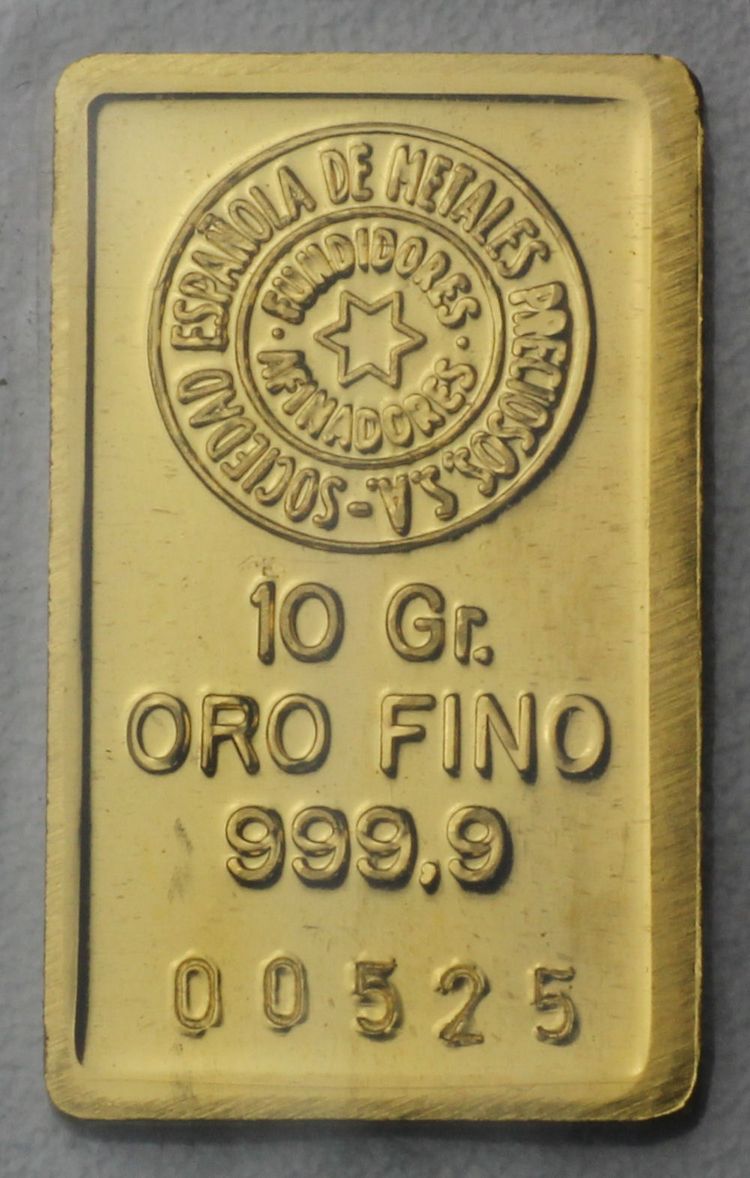 SOCIEDAD ESPAÑOLA DE METALES PRECIOSOS, S.A.-
· FUNDIDORES ·
AFINADORES
10 Gr.
ORO FINO
999.9
00525